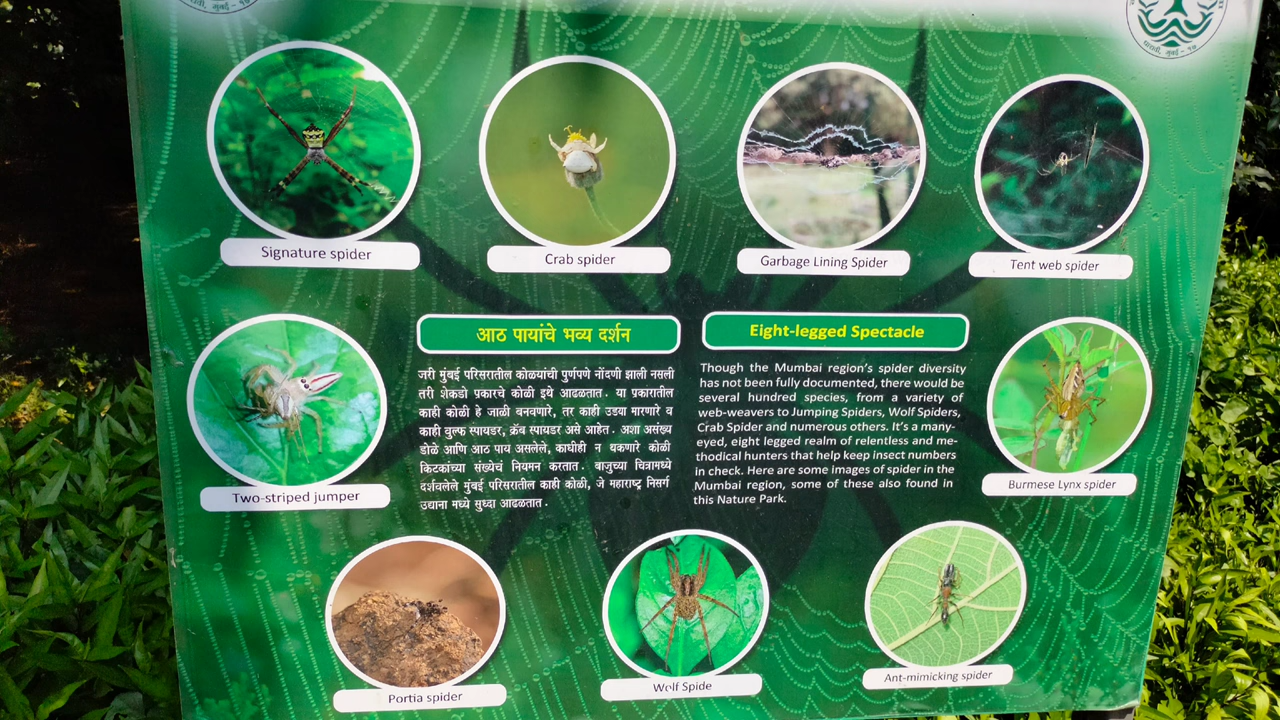 धारावी, मुंबई - १७
धारावी, मुंबई - १७
Signature spider
Crab spider
Garbage Lining Spider
Tent web spider
आठ पायांचे भव्य दर्शन
जरी मुंबई परिसरातील कोळ्यांची पुर्णपणे नोंदणी झाली नसली
तरी शेकडो प्रकारचे कोळी इथे आढळतात. या प्रकारातील
काही कोळी हे जाळी बनवणारे, तर काही उडया मारणारे व
काही वुल्फ स्पायडर, क्रॅब स्पायडर असे आहेत. अशा असंख्य
डोळे आणि आठ पाय असलेले, काधीही न थकणारे कोळी
किटकांच्या संख्येचं नियमन करतात. बाजुच्या चित्रामध्ये
दर्शवलेले मुंबई परिसरातील काही कोळी, जे महाराष्ट्र निसर्ग
उद्याना मध्ये सुध्दा आढळतात.
Eight-legged Spectacle
Though the Mumbai region's spider diversity
has not been fully documented, there would be
several hundred species, from a variety of
web-weavers to Jumping Spiders, Wolf Spiders,
Crab Spider and numerous others. It's a many-
eyed, eight legged realm of relentless and me-
thodical hunters that help keep insect numbers
in check. Here are some images of spider in the
Mumbai region, some of these also found in
this Nature Park.
Two-striped jumper
Burmese Lynx spider
Portia spider
Wolf Spide
Ant-mimicking spider